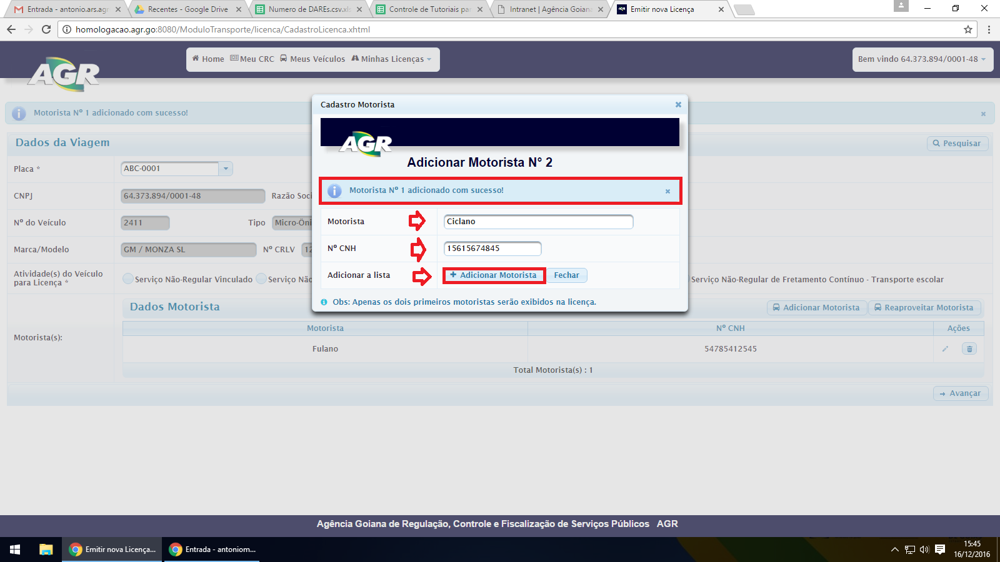 Entrada - antonio.ars.agr
Recentes - Google Drive
Numero de DAREs.csv.xls
Controle de Tutoriais par
Intranet | Agência Goiana
Emitir nova Licença
homologacao.agr.go:8080/ModuloTransporte/licenca/CadastroLicenca.xhtml
AGR
Home
Meu CRC
Meus Veículos
Minhas Licenças
Bem vindo 64.373.894/0001-48
Motorista Nº 1 adicionado com sucesso!
Dados da Viagem
Pesquisar
Placa *
ABC-0001
CNPJ
64.373.894/0001-48
Razão Soci
Nº do Veículo
2411
Tipo
Micro-Ôni
Marca/Modelo
GM / MONZA SL
Nº CRLV
12
Atividade(s) do Veículo
para Licença *
Serviço Não-Regular Vinculado
Serviço Nã
Serviço Não-Regular de Fretamento Contínuo - Transporte escolar
Cadastro Motorista
AGR
Adicionar Motorista N° 2
Motorista Nº 1 adicionado com sucesso!
Motorista
Ciclano
Nº CNH
15615674845
Adicionar a lista
Adicionar Motorista
Fechar
Obs: Apenas os dois primeiros motoristas serão exibidos na licença.
Motorista(s):
Dados Motorista
Adicionar Motorista
Reaproveitar Motorista
Motorista
Nº CNH
Ações
Fulano
54785412545
Total Motorista(s) : 1
Avançar
Agência Goiana de Regulação, Controle e Fiscalização de Serviços Públicos AGR
Emitir nova Licença...
Entrada - antoniom...
15:45
16/12/2016